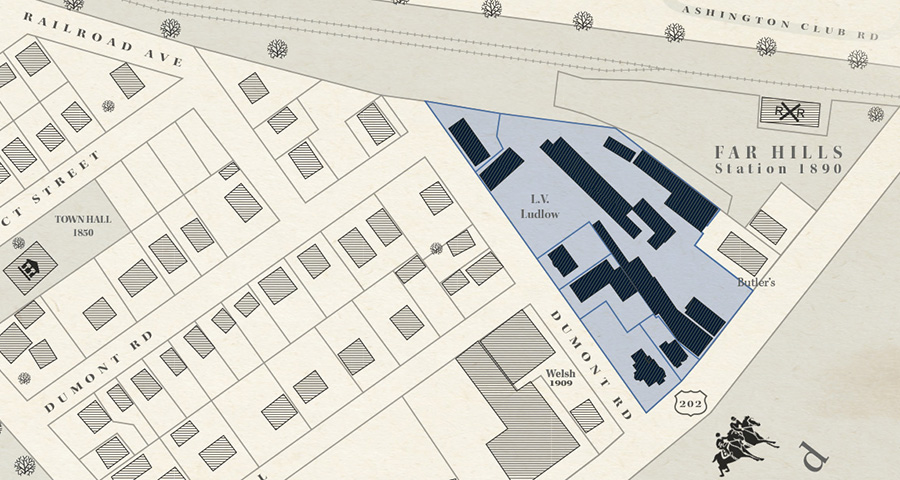 ASHINGTON CLUB RD
RAILROAD AVE
R R
FAR HILLS
Station 1890
CT STREET
TOWN HALL
1850
L.V.
Ludlow
Butler's
DUMONT RD
DUMONT RD
Welsh
1909
202
d